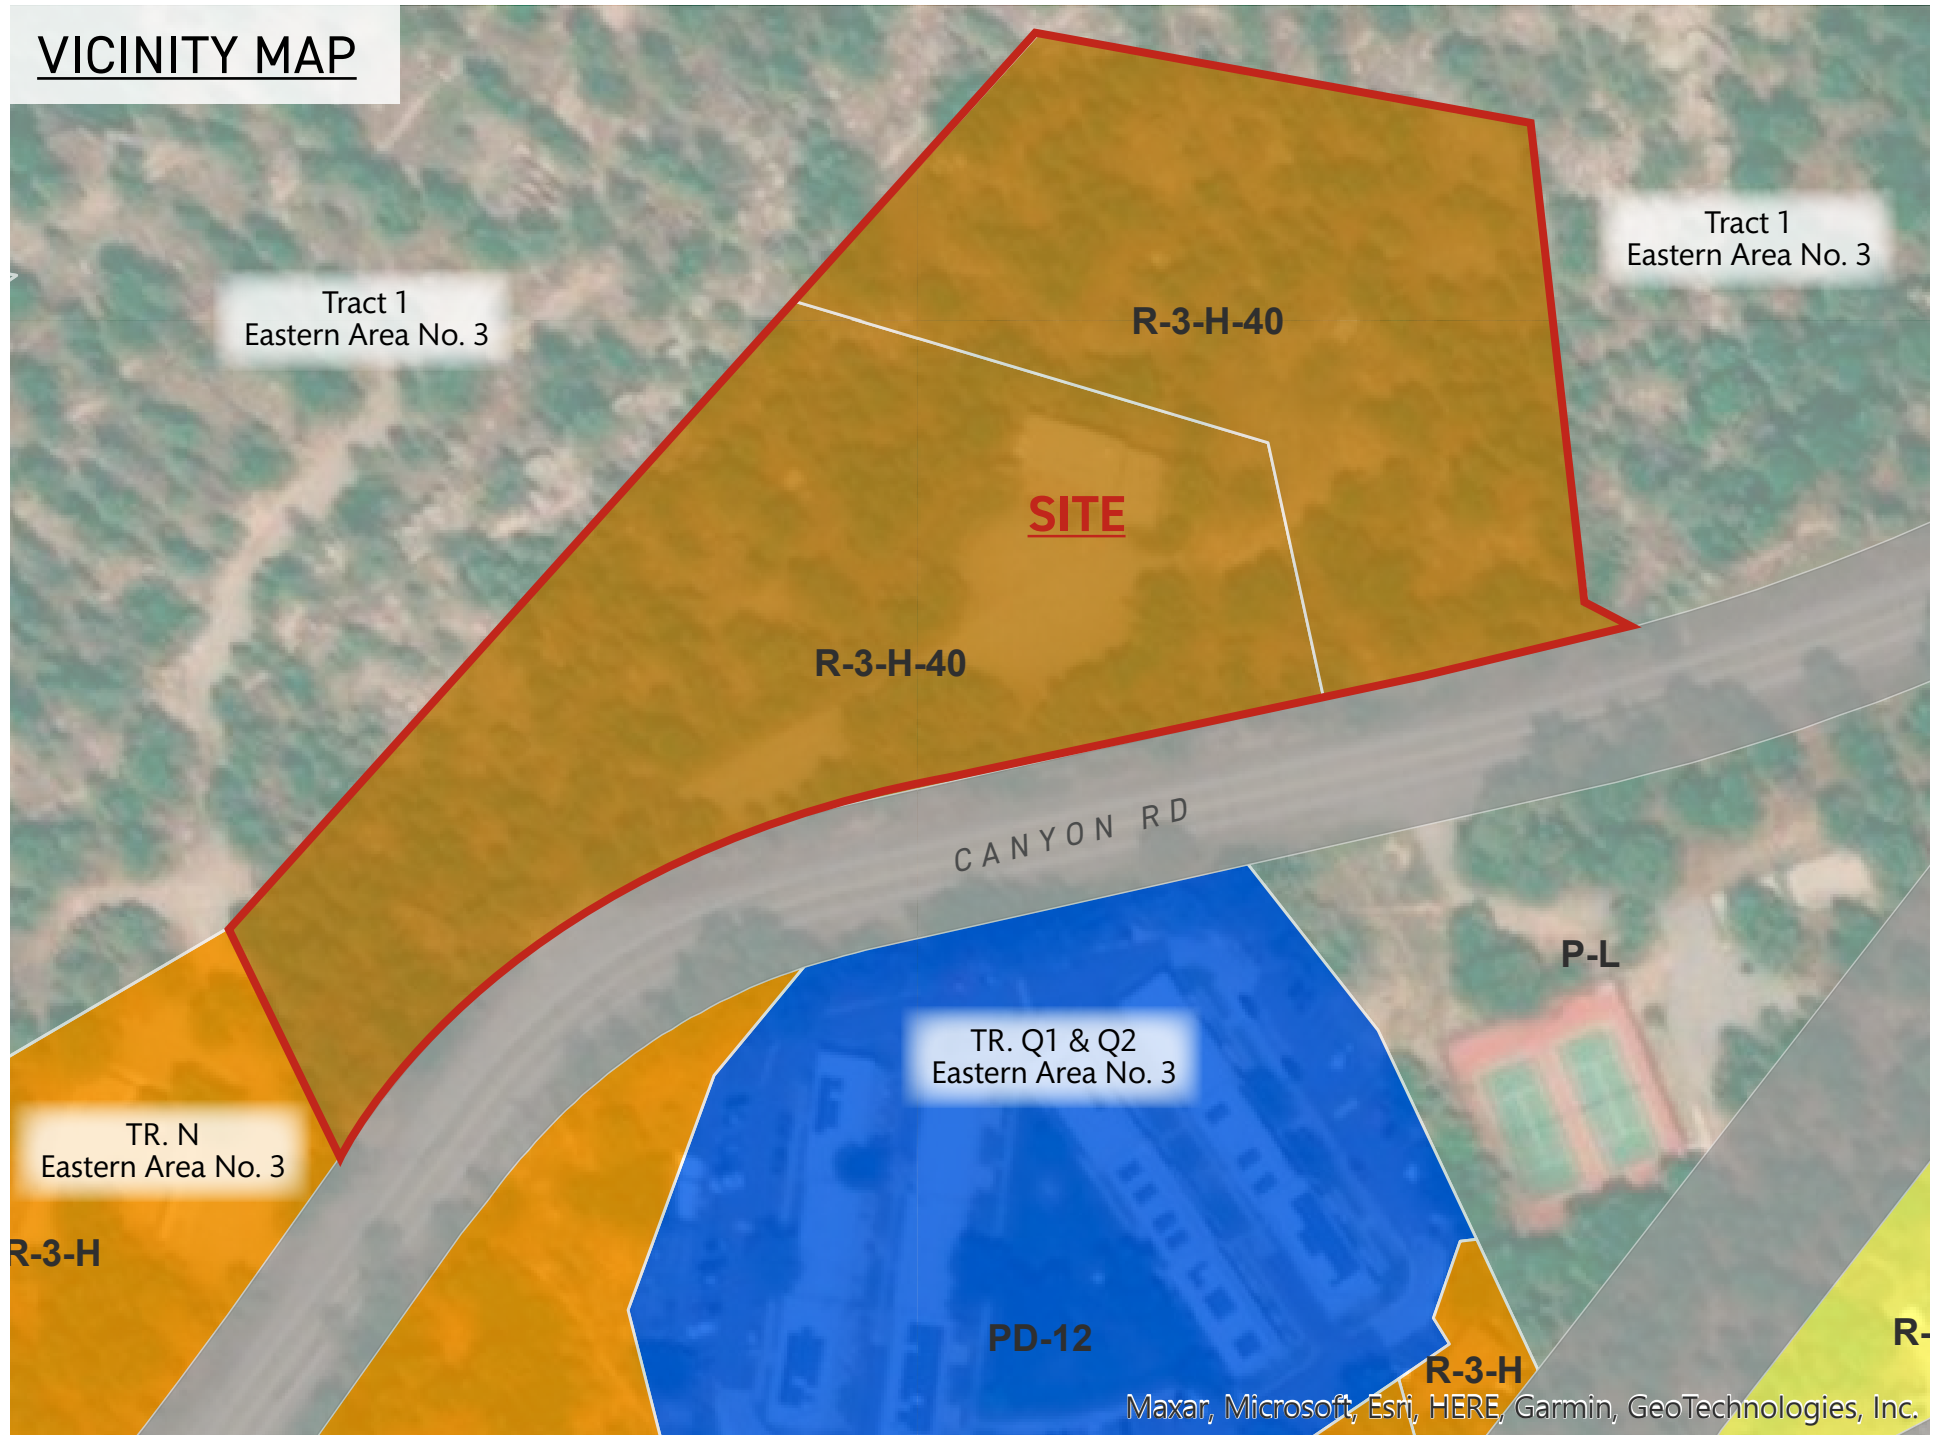 VICINITY MAP
Tract 1
Eastern Area No. 3
Tract 1
Eastern Area No. 3
R-3-H-40
SITE
R-3-H-40
CANYON RD
P-L
TR. Q1 & Q2
Eastern Area No. 3
TR. N
Eastern Area No. 3
R-3-H
PD-12
R-
R-3-H
Maxar, Microsoft, Esri, HERE, Garmin, GeoTechnologies, Inc.